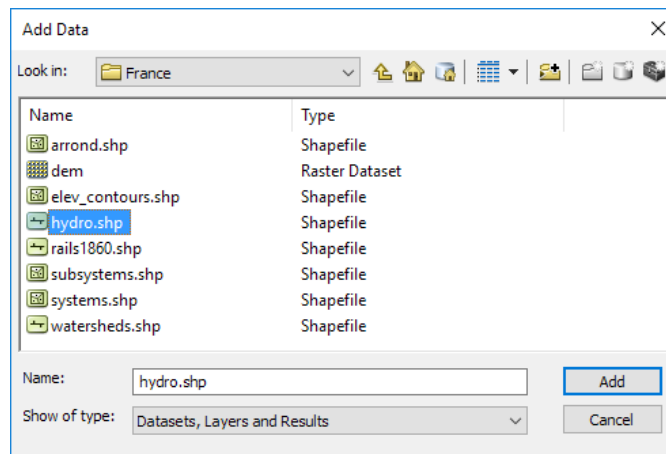 Add Data
Look in: France
Name Type
arrond.shp Shapefile
dem Raster Dataset
elev_contours.shp Shapefile
hydro.shp Shapefile
rails1860.shp Shapefile
subsystems.shp Shapefile
systems.shp Shapefile
watersheds.shp Shapefile
Name: hydro.shp Add
Show of type: Datasets, Layers and Results Cancel